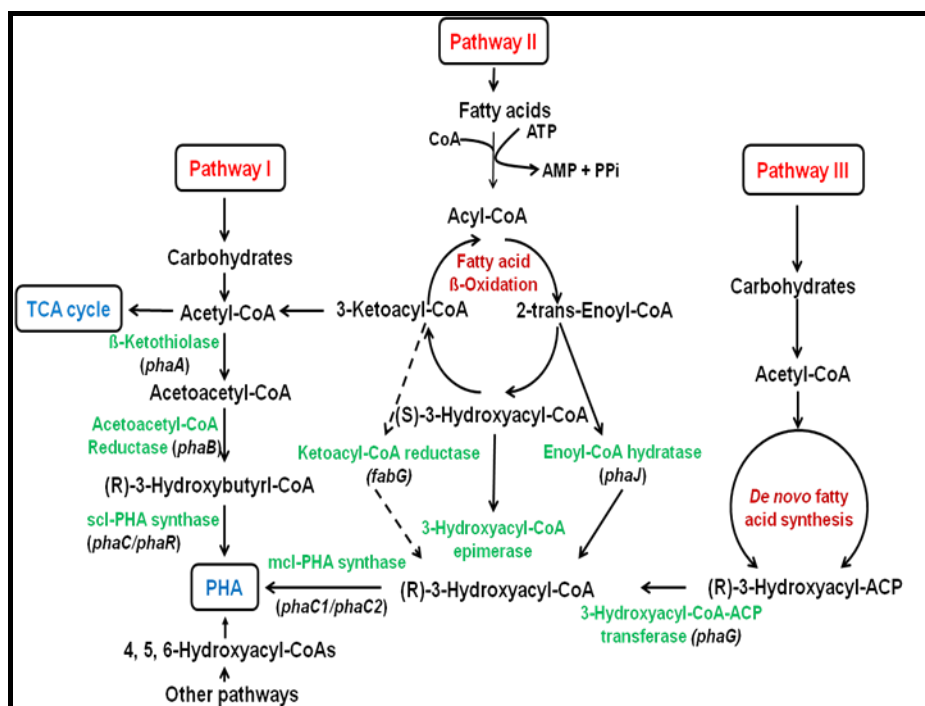 Pathway II
Fatty acids
CoA
ATP
AMP + PPi
Acyl-CoA
Fatty acid
ß-Oxidation
3-Ketoacyl-CoA
2-trans-Enoyl-CoA
(S)-3-Hydroxyacyl-CoA
Ketoacyl-CoA reductase
(fabG)
Enoyl-CoA hydratase
(phaJ)
3-Hydroxyacyl-CoA
epimerase
(R)-3-Hydroxyacyl-CoA
Pathway I
Carbohydrates
TCA cycle
Acetyl-CoA
ß-Ketothiolase
(phaA)
Acetoacetyl-CoA
Acetoacetyl-CoA
Reductase (phaB)
(R)-3-Hydroxybutyrl-CoA
scl-PHA synthase
(phaC/phaR)
mcl-PHA synthase
(phaC1/phaC2)
PHA
4, 5, 6-Hydroxyacyl-CoAs
Other pathways
Pathway III
Carbohydrates
Acetyl-CoA
De novo fatty
acid synthesis
(R)-3-Hydroxyacyl-ACP
3-Hydroxyacyl-CoA-ACP
transferase (phaG)